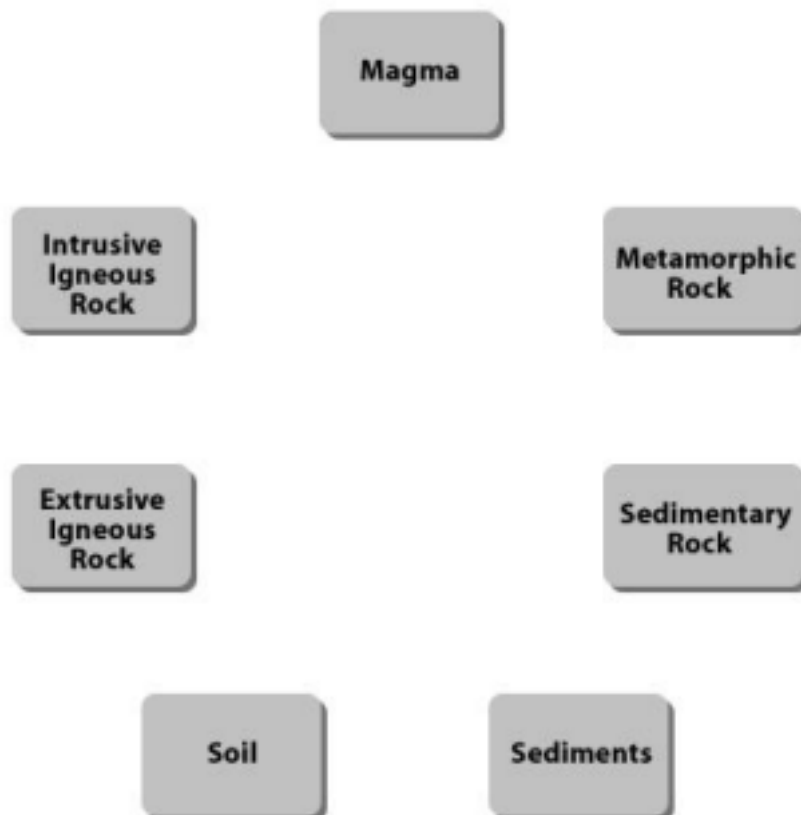 Magma
Intrusive
Igneous
Rock
Metamorphic
Rock
Extrusive
Igneous
Rock
Sedimentary
Rock
Soil
Sediments